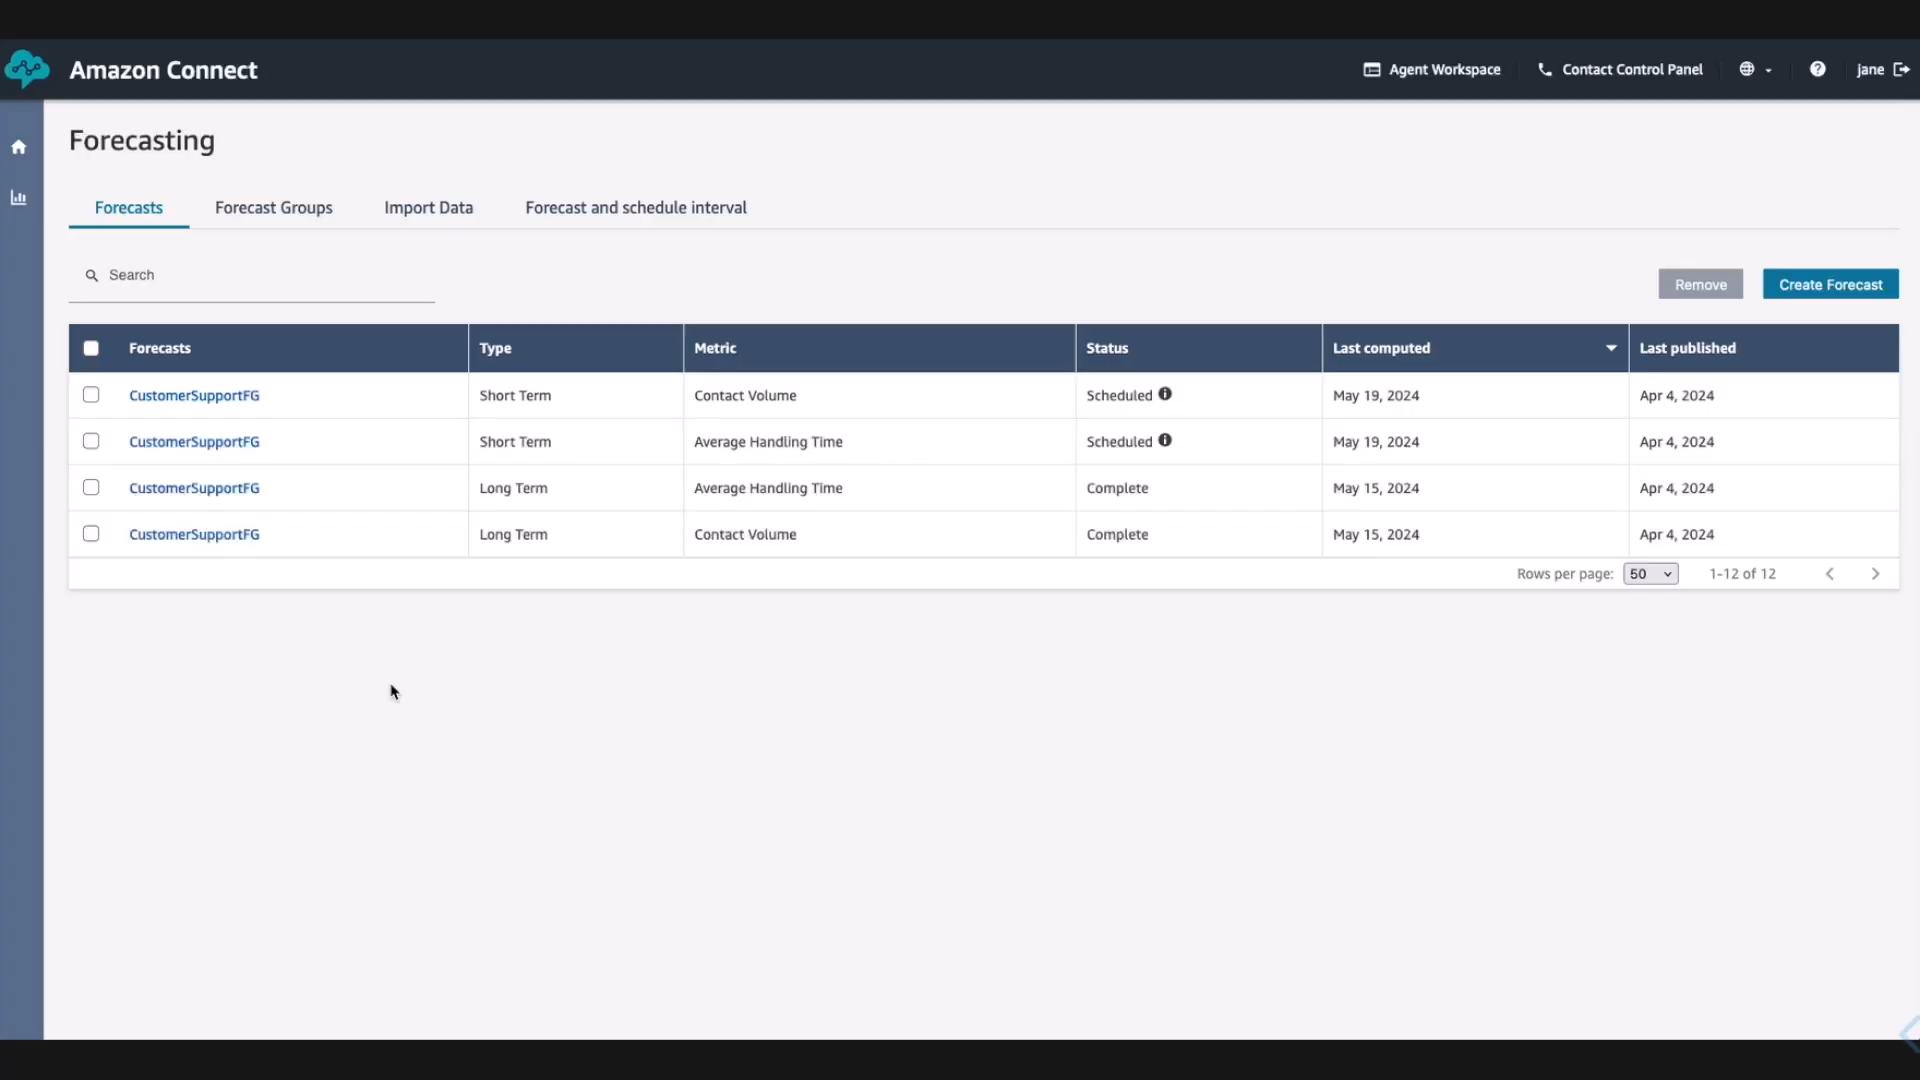 Amazon Connect
Agent Workspace
Contact Control Panel
jane
Forecasting
Forecasts
Forecast Groups
Import Data
Forecast and schedule interval
Search
Remove
Create Forecast
Forecasts Type Metric Status Last computed Last published
CustomerSupportFG Short Term Contact Volume Scheduled May 19, 2024 Apr 4, 2024
CustomerSupportFG Short Term Average Handling Time Scheduled May 19, 2024 Apr 4, 2024
CustomerSupportFG Long Term Average Handling Time Complete May 15, 2024 Apr 4, 2024
CustomerSupportFG Long Term Contact Volume Complete May 15, 2024 Apr 4, 2024
Rows per page: 50 1-12 of 12